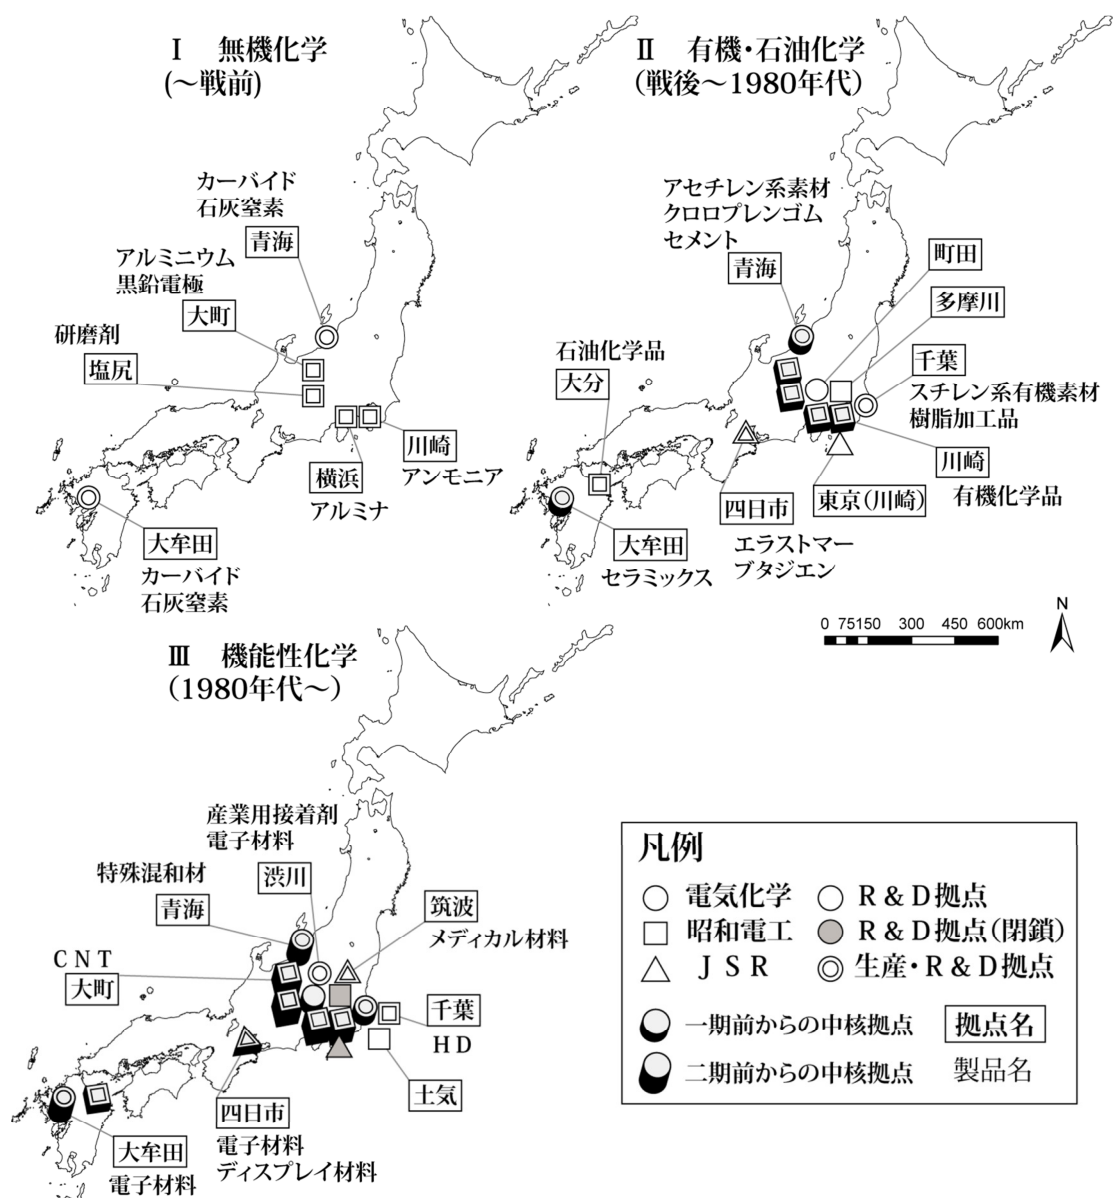 Ⅰ 無機化学
(～戦前)
カーバイド
石灰窒素
青海
アルミニウム
黒鉛電極
大町
研磨剤
塩尻
川崎
アンモニア
横浜
アルミナ
大牟田
カーバイド
石灰窒素
Ⅱ 有機・石油化学
(戦後～1980年代)
アセチレン系素材
クロロプレンゴム
セメント
青海
町田
多摩川
千葉
スチレン系有機素材
樹脂加工品
石油化学品
大分
川崎
有機化学品
東京(川崎)
四日市
エラストマー
ブタジエン
大牟田
セラミックス
0 75 150 300 450 600km
N
Ⅲ 機能性化学
(1980年代～)
産業用接着剤
電子材料
渋川
特殊混和材
青海
筑波
メディカル材料
CNT
大町
千葉
HD
土気
四日市
電子材料
ディスプレイ材料
大牟田
電子材料
凡例
電気化学 R&D拠点
昭和電工 R&D拠点(閉鎖)
JSR 生産・R&D拠点
一期前からの中核拠点 拠点名
二期前からの中核拠点 製品名